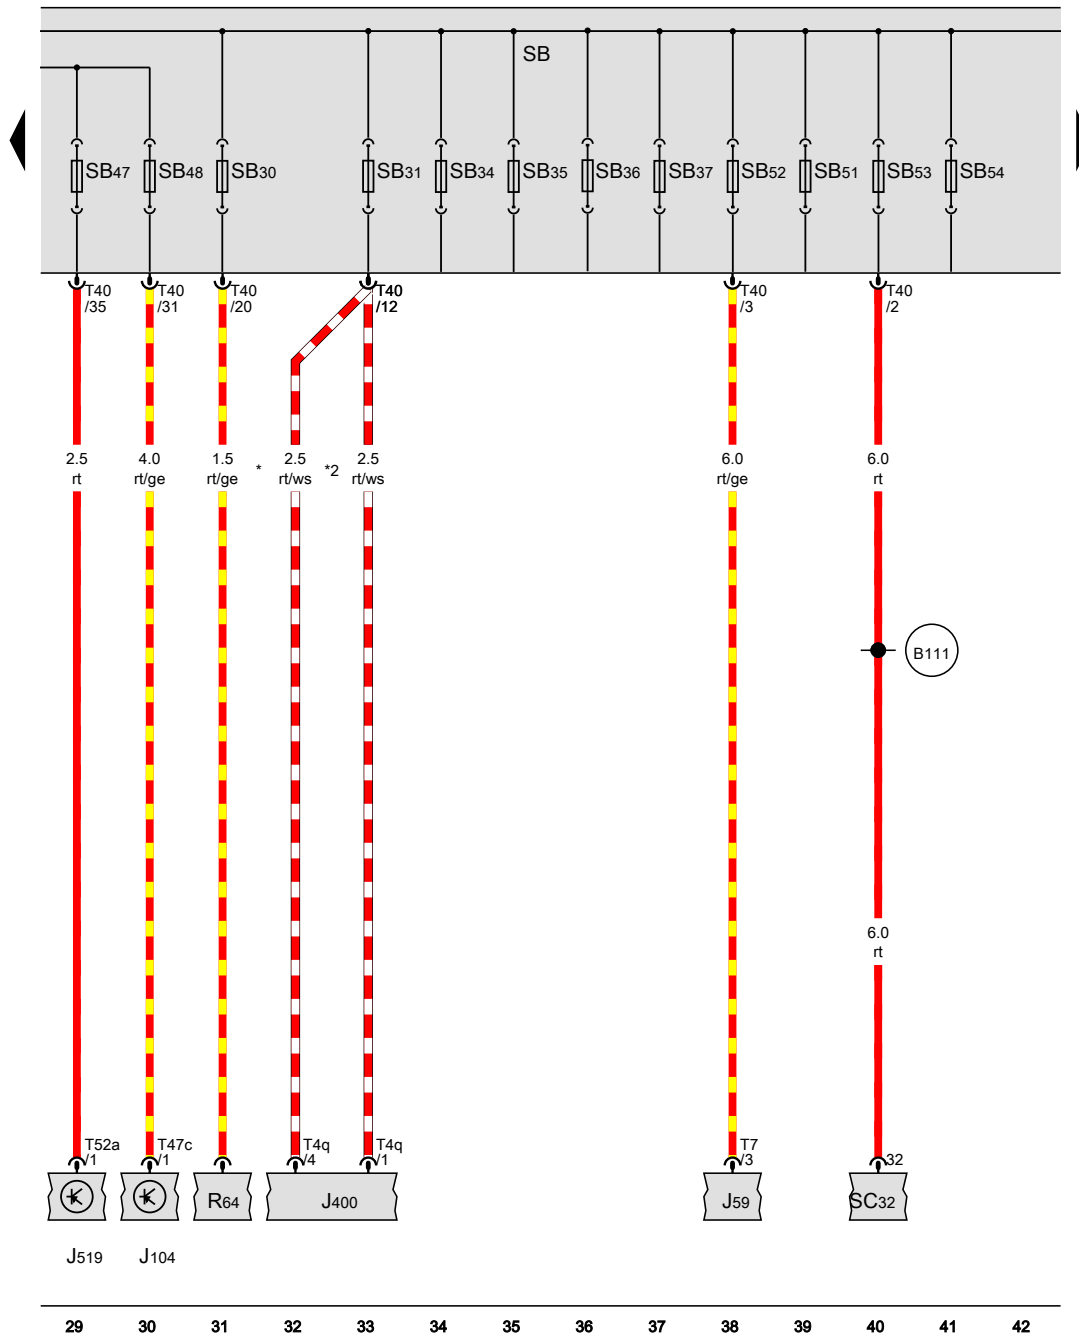 SB
SB47 SB48 SB30 SB31 SB34 SB35 SB36 SB37 SB52 SB51 SB53 SB54
T40 T40 T40 T40 T40 T40
/35 /31 /20 /12 /3 /2
2.5 4.0 1.5 * 2.5 *2 2.5 6.0 6.0
rt rt/ge rt/ge rt/ws rt/ws rt/ge rt
B111
6.0
rt
T52a T47c T4q T4q T7
/1 /1 /4 /1 /3 32
R64 J400 J59 SC32
J519 J104
29 30 31 32 33 34 35 36 37 38 39 40 41 42